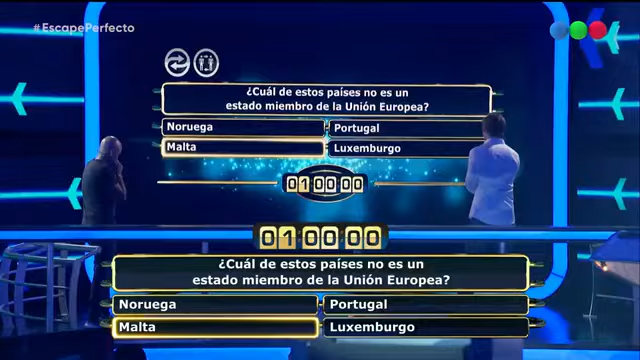 #EscapePerfecto
¿Cuál de estos países no es un
estado miembro de la Unión Europea?
Noruega
Portugal
Malta
Luxemburgo
01 00 00
01 00 00
¿Cuál de estos países no es un
estado miembro de la Unión Europea?
Noruega
Portugal
Malta
Luxemburgo